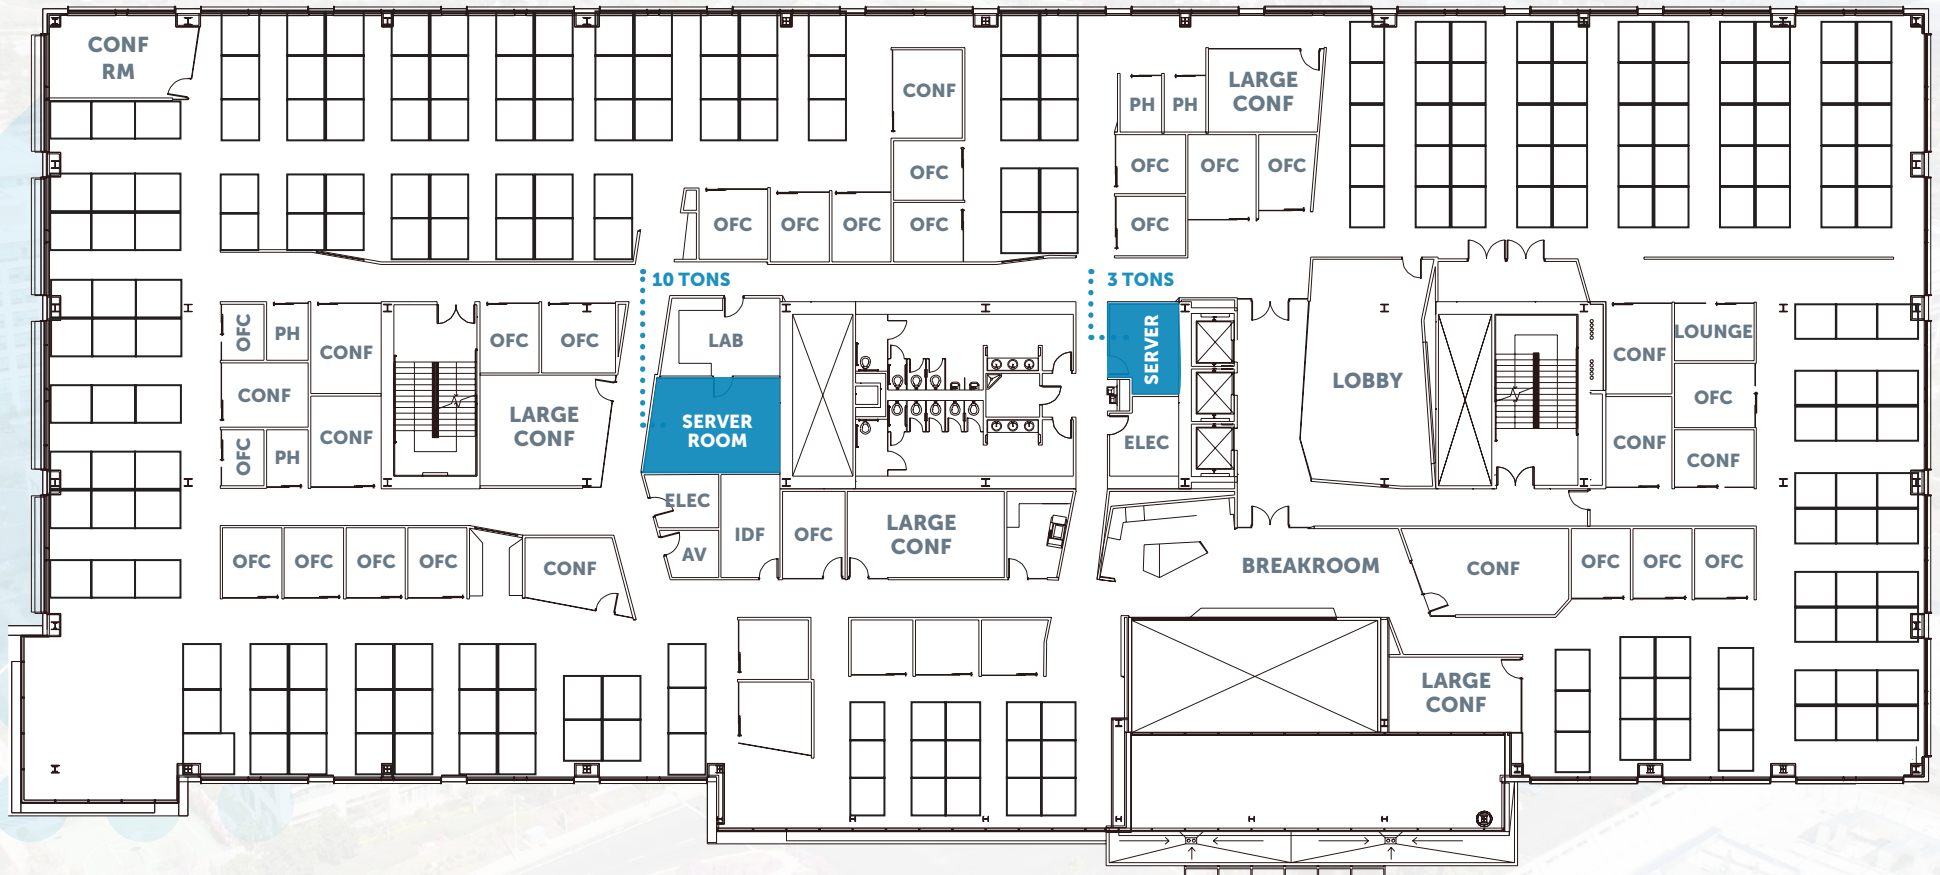 CONF
RM
CONF
LARGE
CONF
PH
PH
OFC
OFC
OFC
OFC
OFC
OFC
OFC
OFC
OFC
OFC
10 TONS
3 TONS
OFC
PH
CONF
OFC
OFC
LAB
SERVER
LOBBY
CONF
LOUNGE
CONF
OFC
LARGE
CONF
SERVER
ROOM
OFC
PH
CONF
ELEC
CONF
CONF
ELEC
IDF
AV
OFC
LARGE
CONF
OFC
OFC
OFC
OFC
CONF
BREAKROOM
CONF
OFC
OFC
OFC
LARGE
CONF